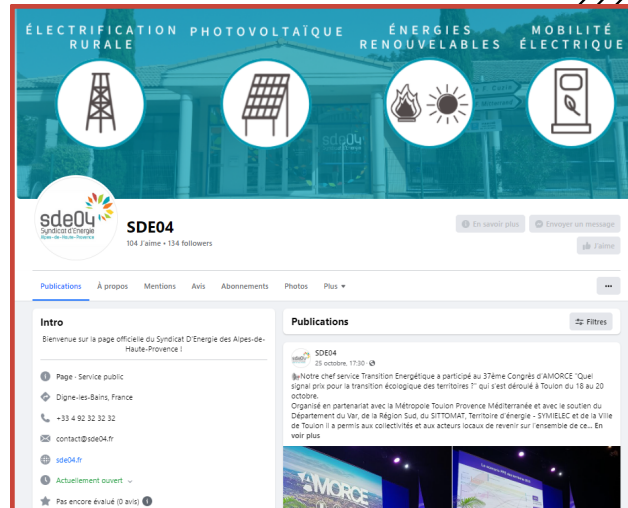 ÉLECTRIFICATION RURALE
PHOTOVOLTAÏQUE
ÉNERGIES RENOUVELABLES
MOBILITÉ ÉLECTRIQUE
sde04
sde04
Syndicat d'Energie
Alpes-de-Haute-Provence
SDE04
104 J'aime • 134 followers
En savoir plus
Envoyer un message
J'aime
Publications À propos Mentions Avis Abonnements Photos Plus
Intro
Bienvenue sur la page officielle du Syndicat D'Energie des Alpes-de-
Haute-Provence !
Page · Service public
Digne-les-Bains, France
+33 4 92 32 32 32
contact@sde04.fr
sde04.fr
Actuellement ouvert
Pas encore évalué (0 avis)
Publications
Filtres
SDE04
25 octobre, 17:30 ·
Notre chef service Transition Energétique a participé au 37ème Congrès d'AMORCE "Quel
signal prix pour la transition écologique des territoires ?" qui s'est déroulé à Toulon du 18 au 20
octobre.
Organisé en partenariat avec la Métropole Toulon Provence Méditerranée et avec le soutien du
Département du Var, de la Région Sud, du SITTOMAT, Territoire d'énergie - SYMIELEC et de la Ville
de Toulon il a permis aux collectivités et aux acteurs locaux de revenir sur l'ensemble de ce... En
voir plus
AMORCE